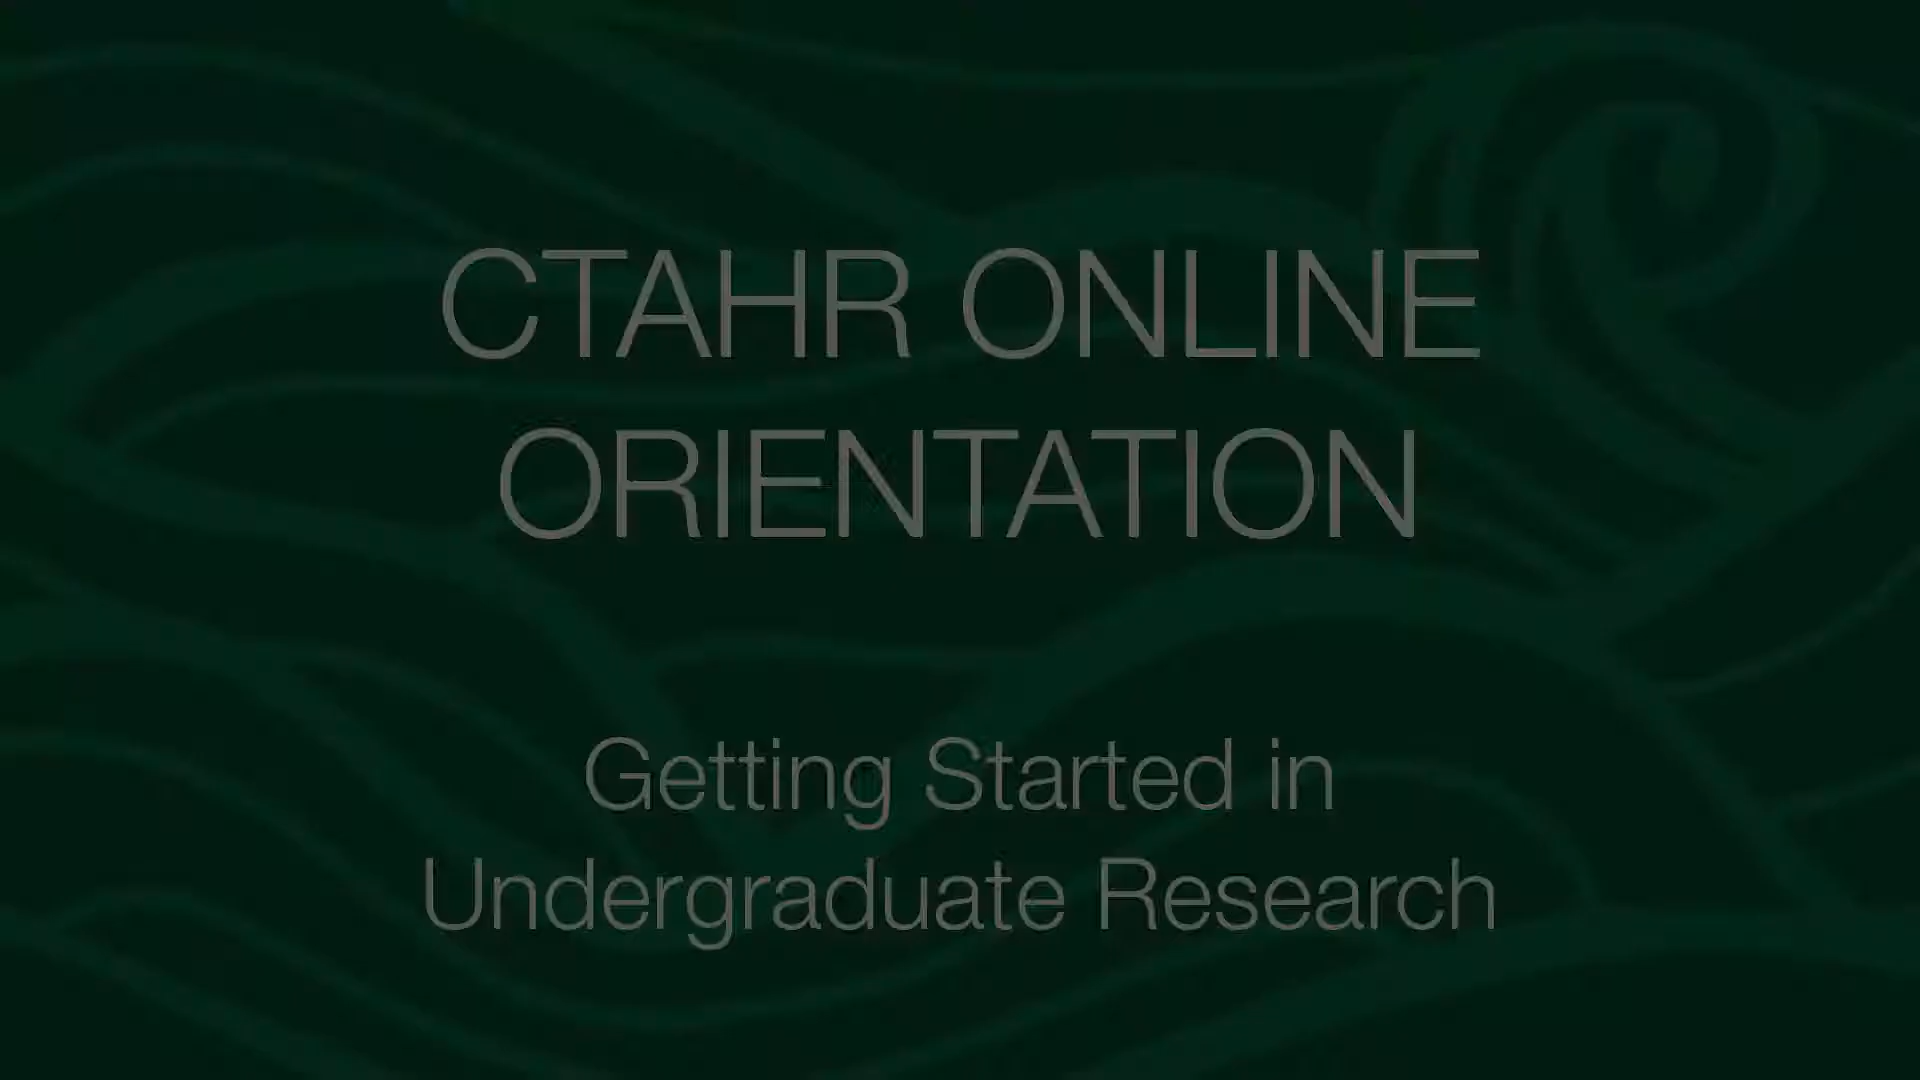 CTAHR ONLINE
ORIENTATION
Getting Started in
Undergraduate Research